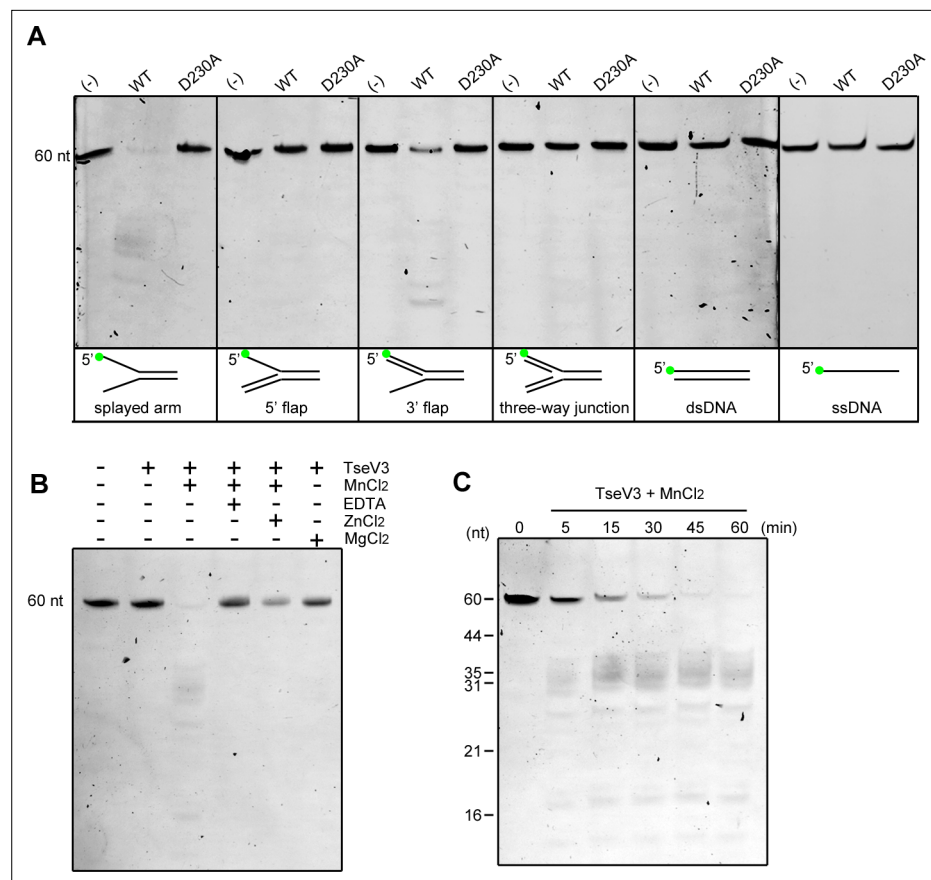 A
(-) WT D230A (-) WT D230A (-) WT D230A (-) WT D230A (-) WT D230A (-) WT D230A
60 nt
5' 5' 5' 5' 5' 5'
splayed arm 5' flap 3' flap three-way junction dsDNA ssDNA
B
- + + + + + TseV3
- - + + + - MnCl2
- - - + - - EDTA
- - - - + - ZnCl2
- - - - - + MgCl2
60 nt
C
TseV3 + MnCl2
(nt) 0 5 15 30 45 60 (min)
60
44
35
31
21
16